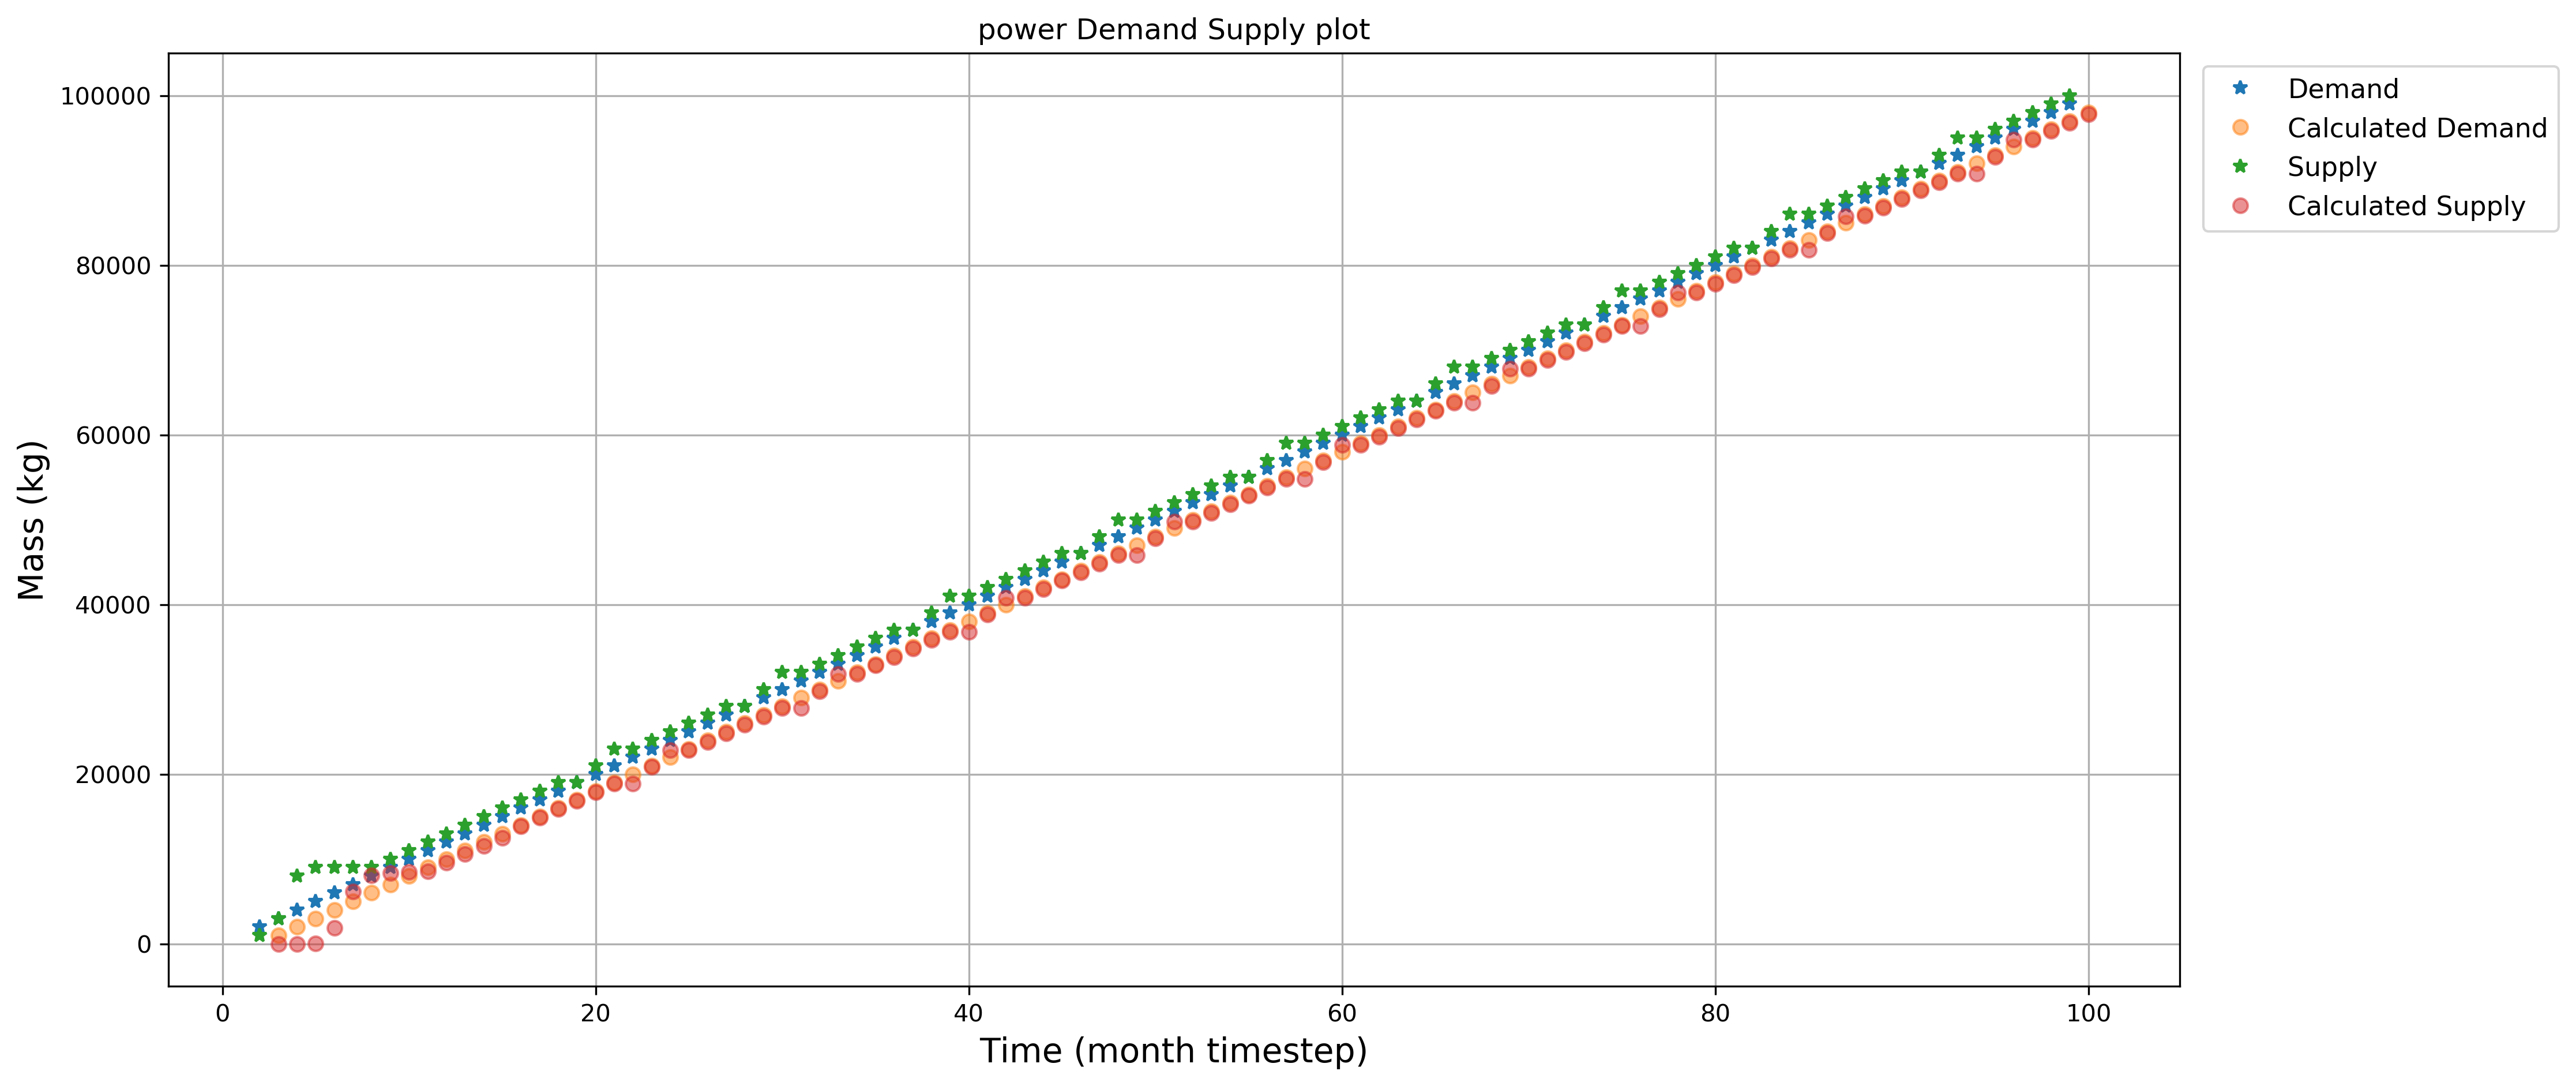 power Demand Supply plot
Mass (kg)
100000
80000
60000
40000
20000
0
0 20 40 60 80 100
Time (month timestep)
Demand
Calculated Demand
Supply
Calculated Supply